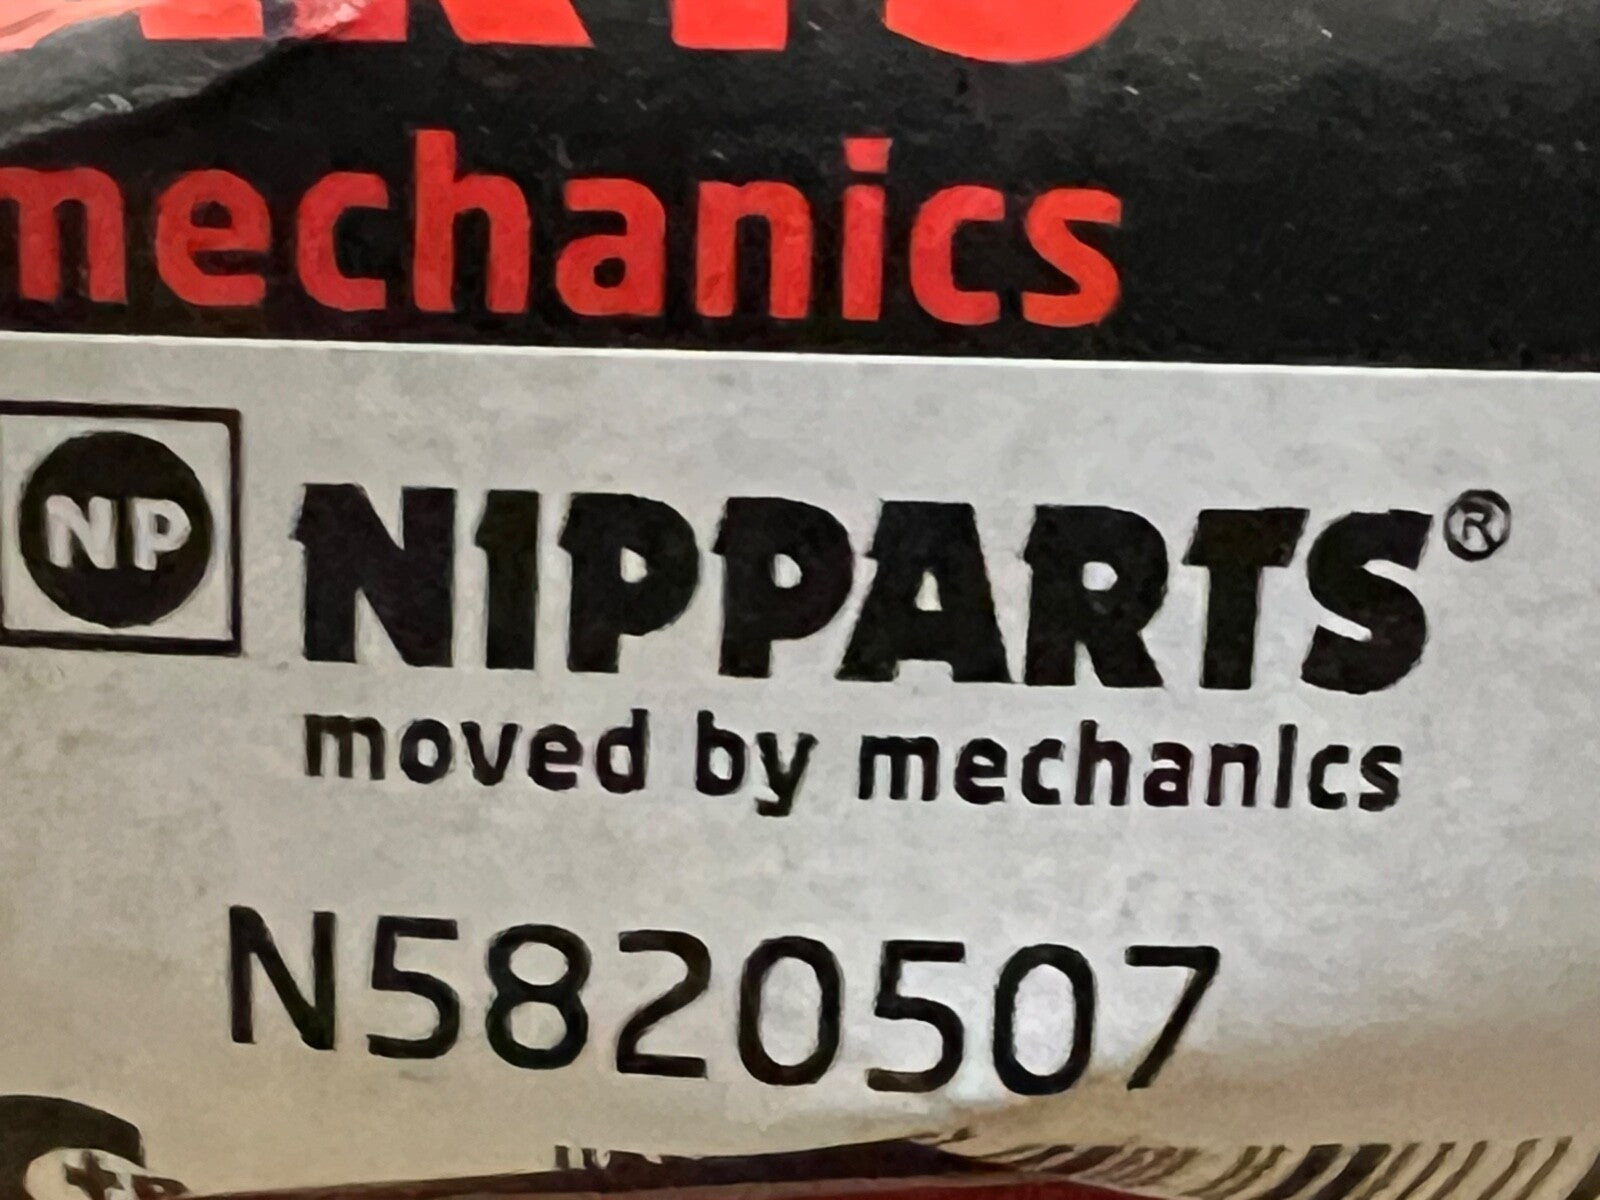 mechanics
NP NIPPARTS®
moved by mechanics
N5820507